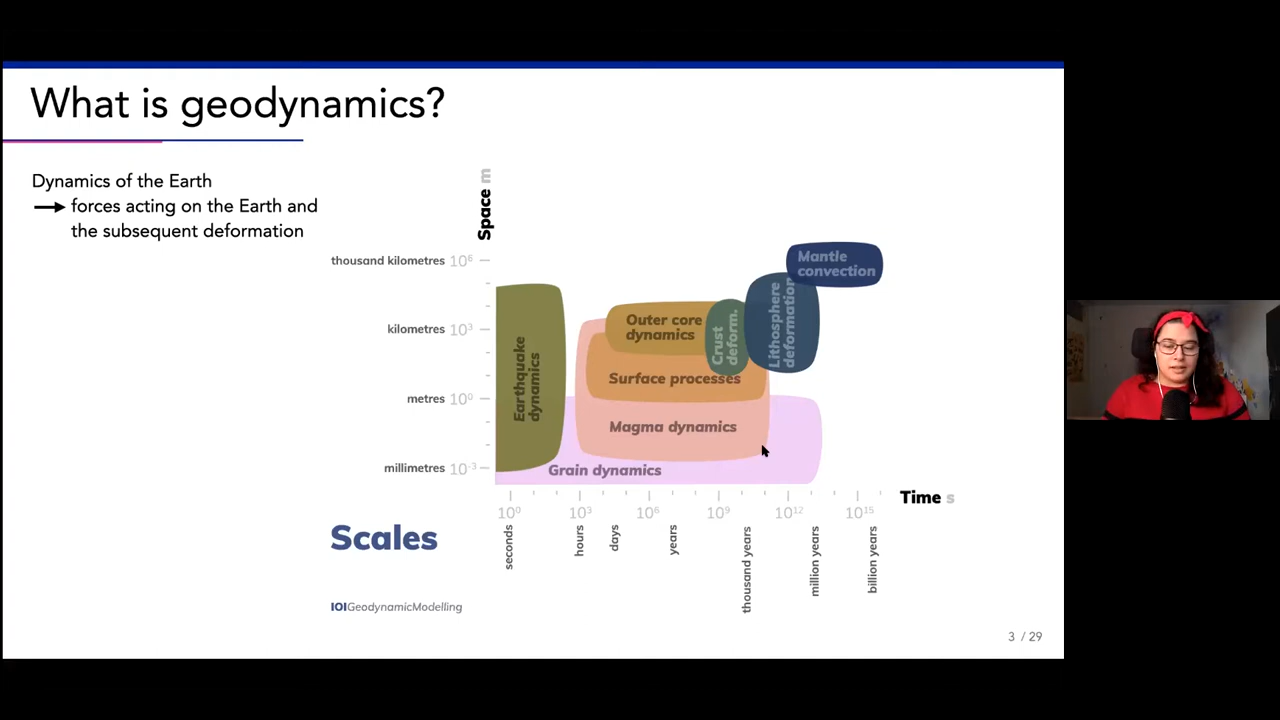 What is geodynamics?
Dynamics of the Earth
→ forces acting on the Earth and
the subsequent deformation
Space m
thousand kilometres 10⁶
kilometres 10³
metres 10⁰
millimetres 10⁻³
Mantle
convection
Lithosphere
deformation
Crust
deform.
Outer core
dynamics
Earthquake
dynamics
Surface processes
Magma dynamics
Grain dynamics
Time s
10⁰ 10³ 10⁶ 10⁹ 10¹² 10¹⁵
seconds
hours
days
years
thousand years
million years
billion years
Scales
IOIGeodynamicModelling
3 / 29